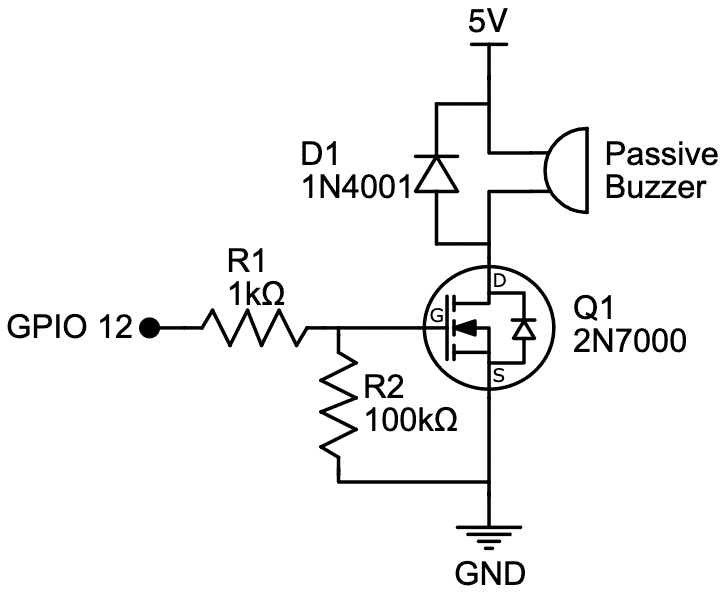 5V
D1
1N4001
Passive
Buzzer
R1
1kΩ
D
GPIO 12
G
Q1
2N7000
S
R2
100kΩ
GND